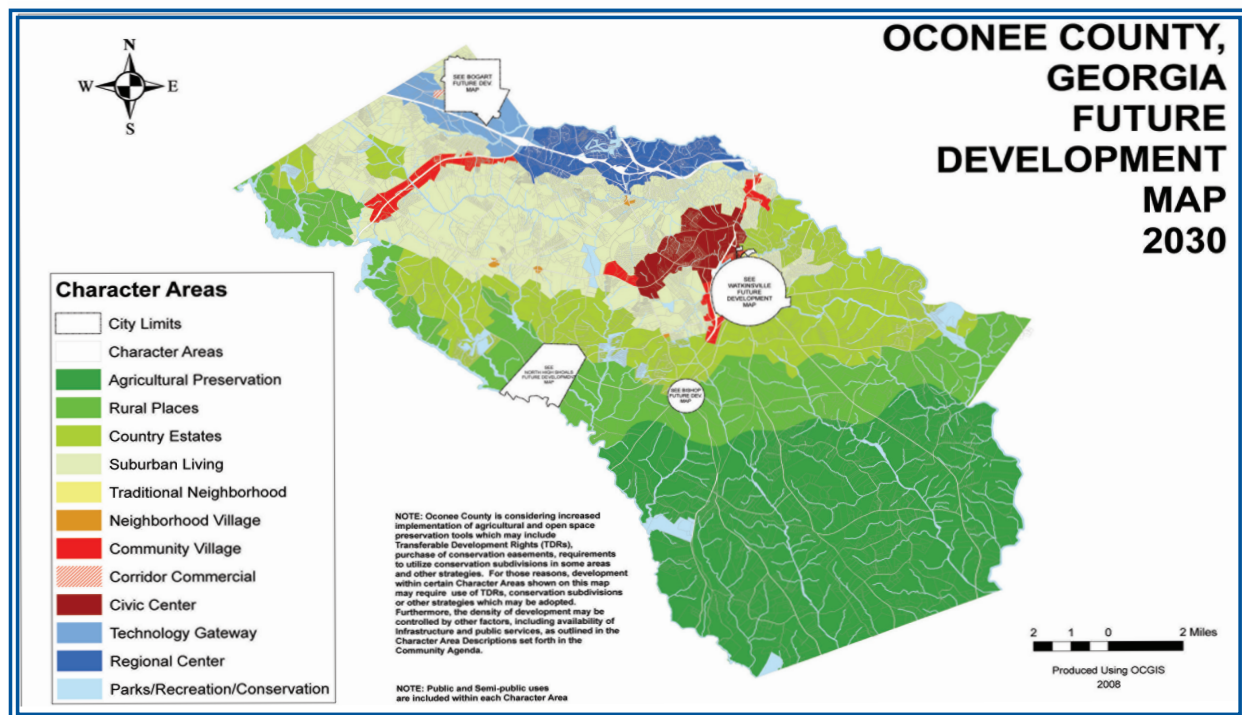 OCONEE COUNTY,
GEORGIA
FUTURE
DEVELOPMENT
MAP
2030
N
W
E
S
SEE BOGART
FUTURE DEV.
MAP
SEE
WATKINSVILLE
FUTURE
DEVELOPMENT
MAP
SEE
NORTH HIGH SHOALS
FUTURE DEVELOPMENT
MAP
SEE BISHOP
FUTURE DEV.
MAP
Character Areas
City Limits
Character Areas
Agricultural Preservation
Rural Places
Country Estates
Suburban Living
Traditional Neighborhood
Neighborhood Village
Community Village
Corridor Commercial
Civic Center
Technology Gateway
Regional Center
Parks/Recreation/Conservation
NOTE: Oconee County is considering increased
implementation of agricultural and open space
preservation tools which may include
Transferable Development Rights (TDRs),
purchase of conservation easements, requirements
to utilize conservation subdivisions in some areas
and other strategies. For those reasons, development
within certain Character Areas shown on this map
may require use of TDRs, conservation subdivisions
or other strategies which may be adopted.
Furthermore, the density of development may be
controlled by other factors, including availability of
Infrastructure and public services, as outlined in the
Character Area Descriptions set forth in the
Community Agenda.
NOTE: Public and Semi-public uses
are included within each Character Area
2 1 0 2 Miles
Produced Using OCGIS
2008